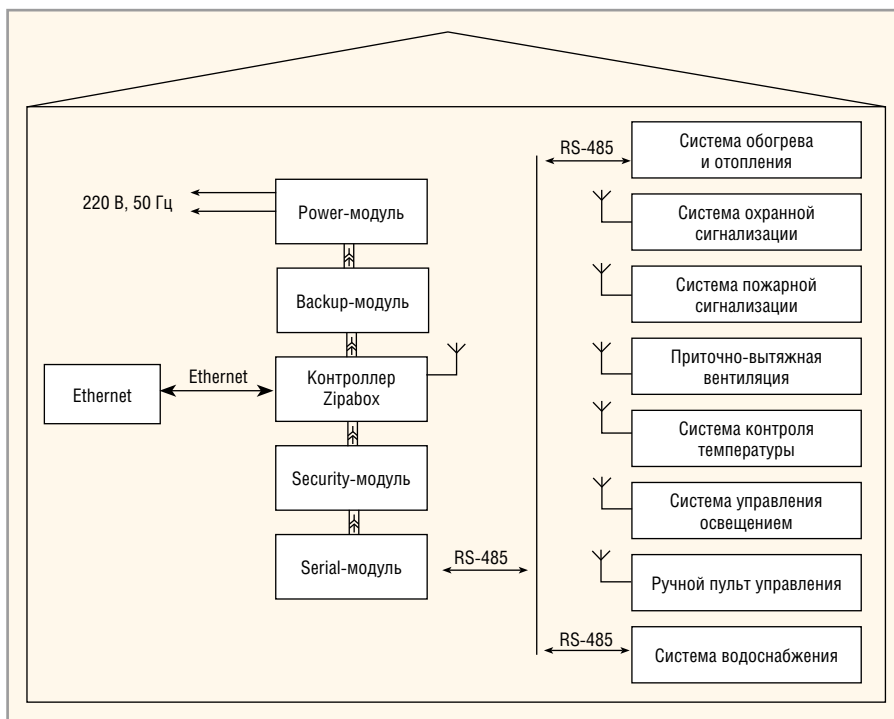 220 В, 50 Гц
Power-модуль
Backup-модуль
Ethernet
Ethernet
Контроллер
Zipabox
Security-модуль
Serial-модуль
RS-485
RS-485
Система обогрева
и отопления
Система охранной
сигнализации
Система пожарной
сигнализации
Приточно-вытяжная
вентиляция
Система контроля
температуры
Система управления
освещением
Ручной пульт управления
RS-485
Система водоснабжения